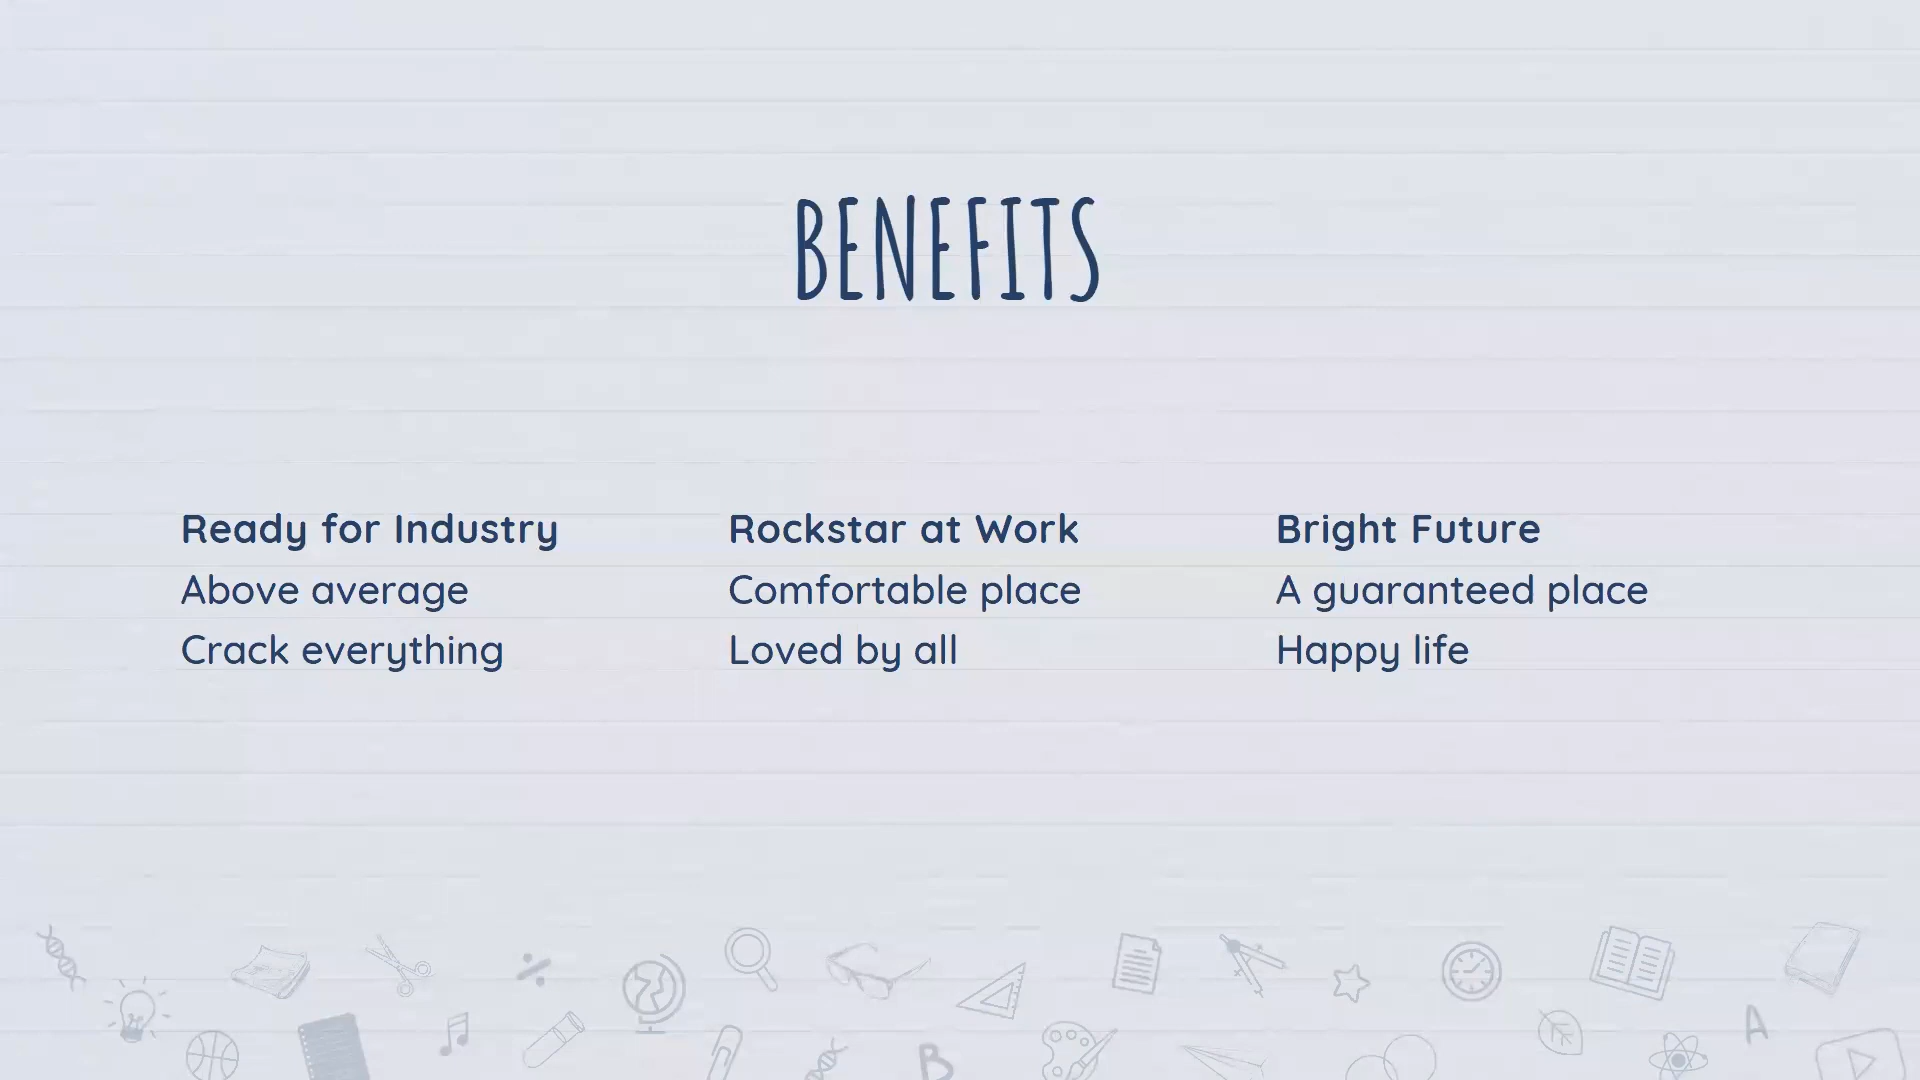 BENEFITS
Ready for Industry
Above average
Crack everything
Rockstar at Work
Comfortable place
Loved by all
Bright Future
A guaranteed place
Happy life
B
A